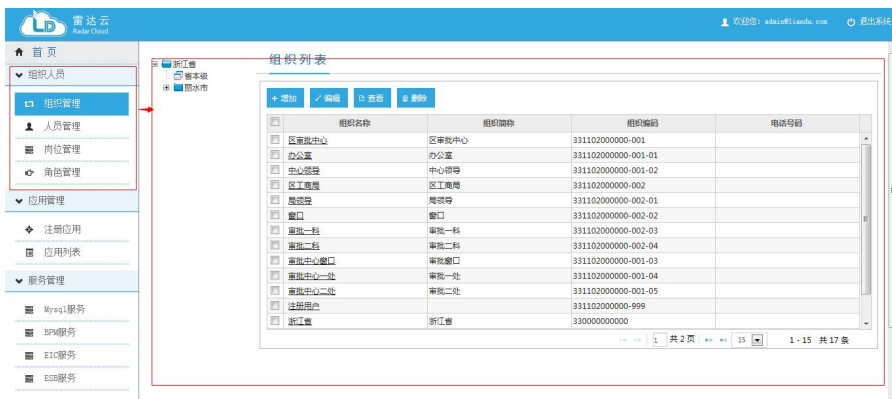 LD 雷达云
Radar Cloud
欢迎您: admin@liandu.com 退出系统
首页
组织人员
组织管理
人员管理
岗位管理
角色管理
应用管理
注册应用
应用列表
服务管理
Mysql服务
BPM服务
EIC服务
ESB服务
浙江省
省本级
丽水市
组织列表
+ 增加 编辑 查看 删除
组织名称 组织简称 组织编码 电话号码
区审批中心 区审批中心 331102000000-001
办公室 办公室 331102000000-001-01
中心领导 中心领导 331102000000-001-02
区工商局 区工商局 331102000000-002
局领导 局领导 331102000000-002-01
窗口 窗口 331102000000-002-02
审批一科 审批一科 331102000000-002-03
审批二科 审批二科 331102000000-002-04
审批中心窗口 审批窗口 331102000000-001-03
审批中心一处 审批一处 331102000000-001-04
审批中心二处 审批二处 331102000000-001-05
注册用户 331102000000-999
浙江省 浙江省 330000000000
1 共 2 页 15 1 - 15 共 17 条